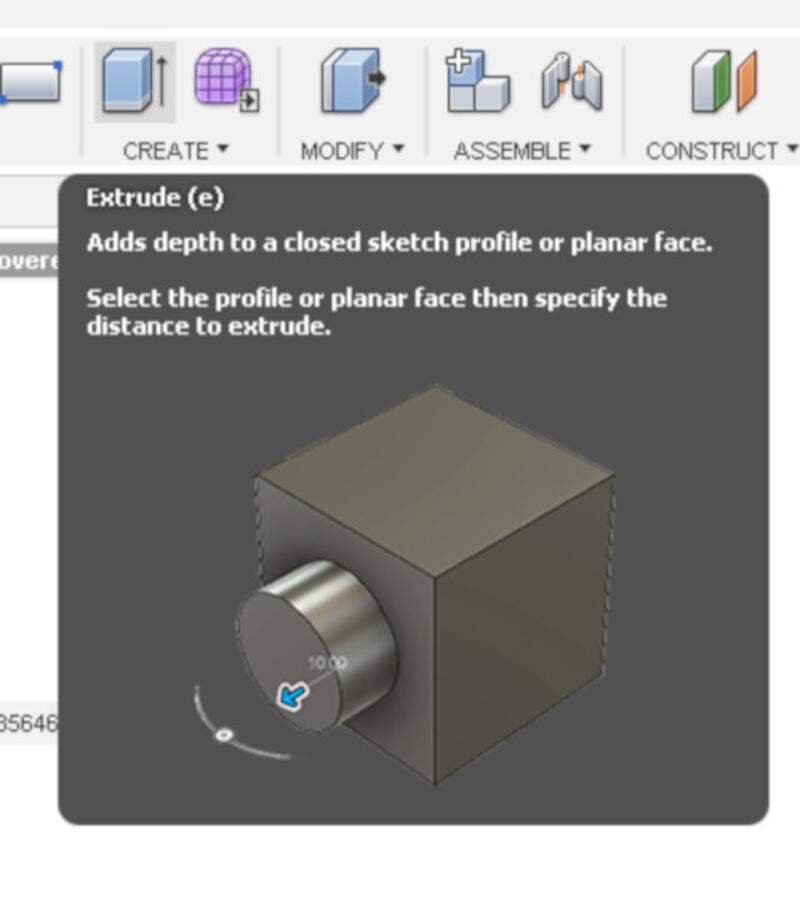 CREATE
MODIFY
ASSEMBLE
CONSTRUCT
Extrude (e)
Adds depth to a closed sketch profile or planar face.
overe
Select the profile or planar face then specify the
distance to extrude.
10.00
35646